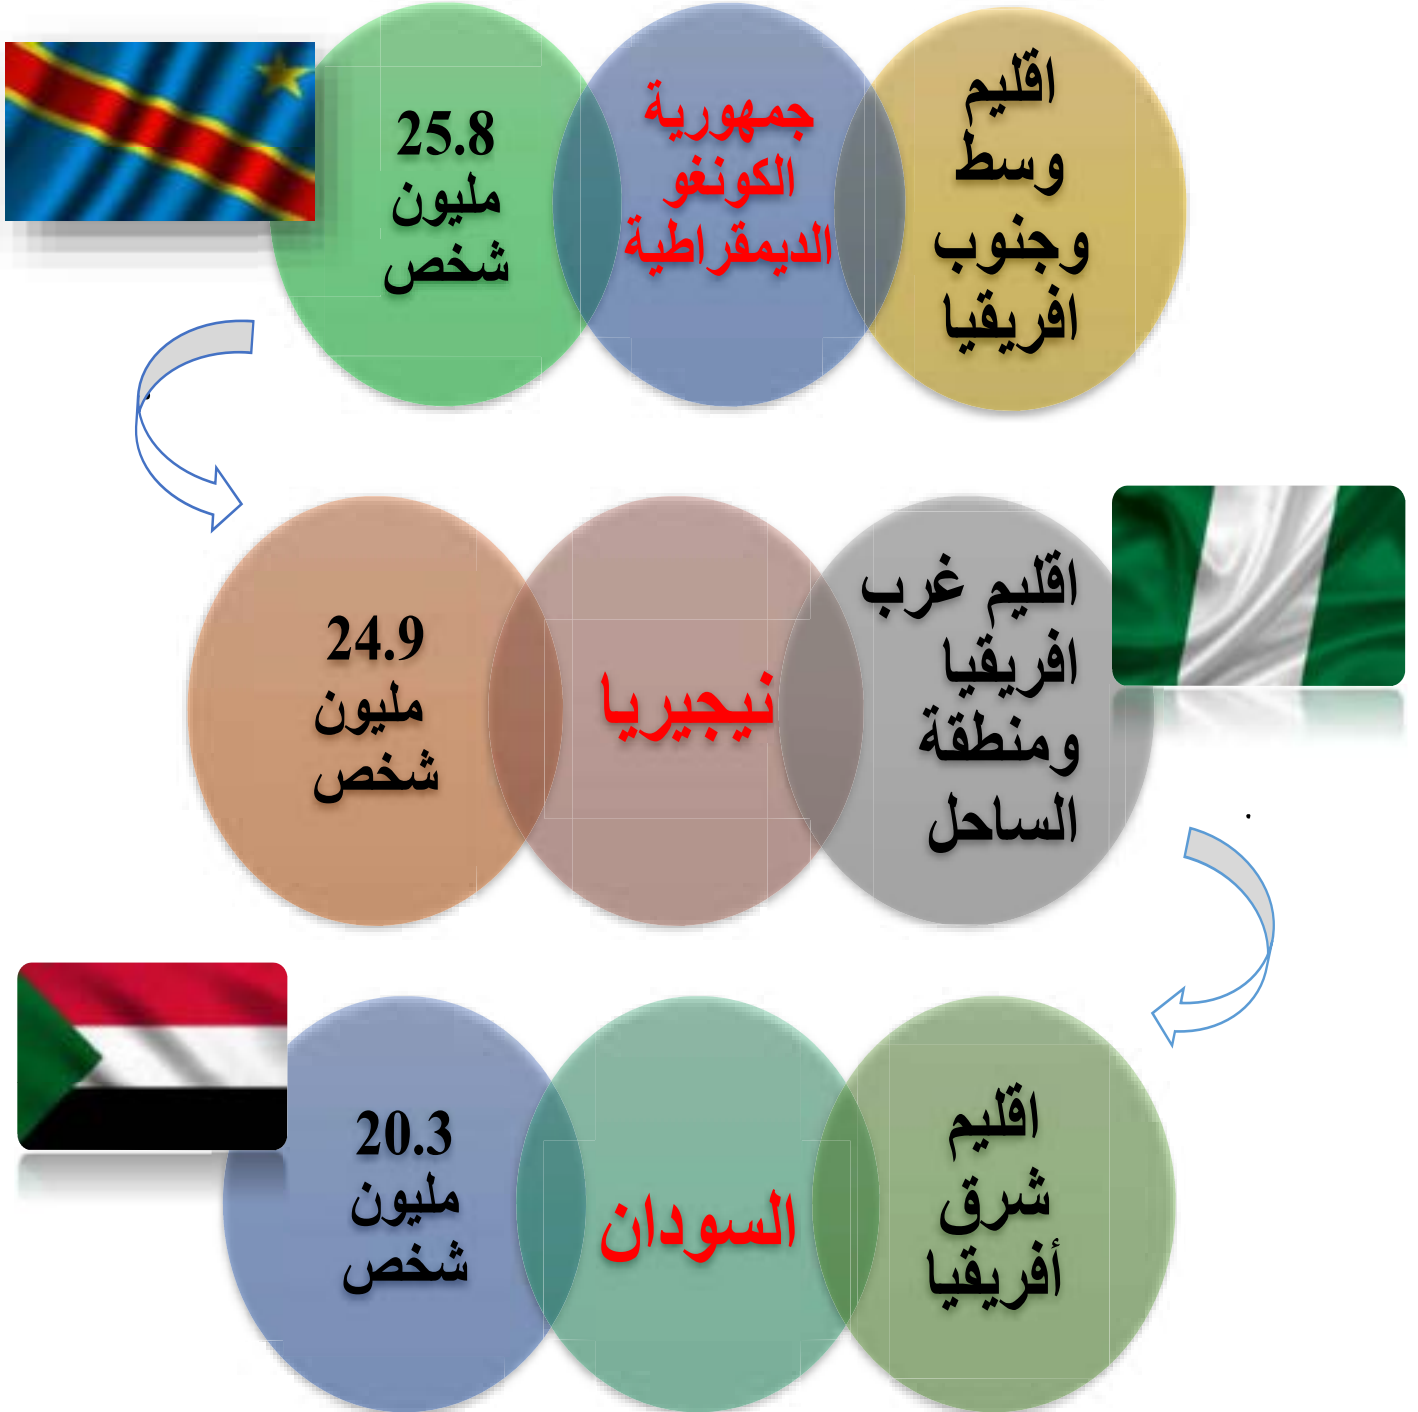 اقليم
وسط
وجنوب
افريقيا
جمهورية
الكونغو
الديمقراطية
25.8
مليون
شخص
اقليم غرب
افريقيا
ومنطقة
الساحل
نيجيريا
24.9
مليون
شخص
اقليم
شرق
أفريقيا
السودان
20.3
مليون
شخص